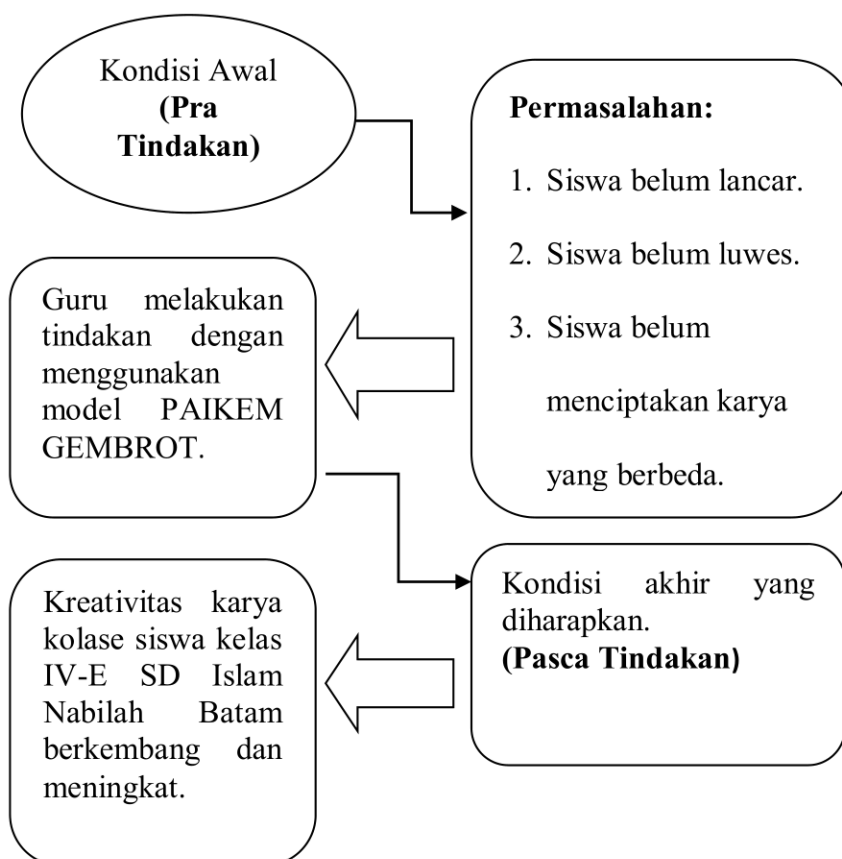 Kondisi Awal
(Pra
Tindakan)
Permasalahan:
1. Siswa belum lancar.
2. Siswa belum luwes.
3. Siswa belum
menciptakan karya
yang berbeda.
Guru melakukan
tindakan dengan
menggunakan
model PAIKEM
GEMBROT.
Kondisi akhir yang
diharapkan.
(Pasca Tindakan)
Kreativitas karya
kolase siswa kelas
IV-E SD Islam
Nabilah Batam
berkembang dan
meningkat.